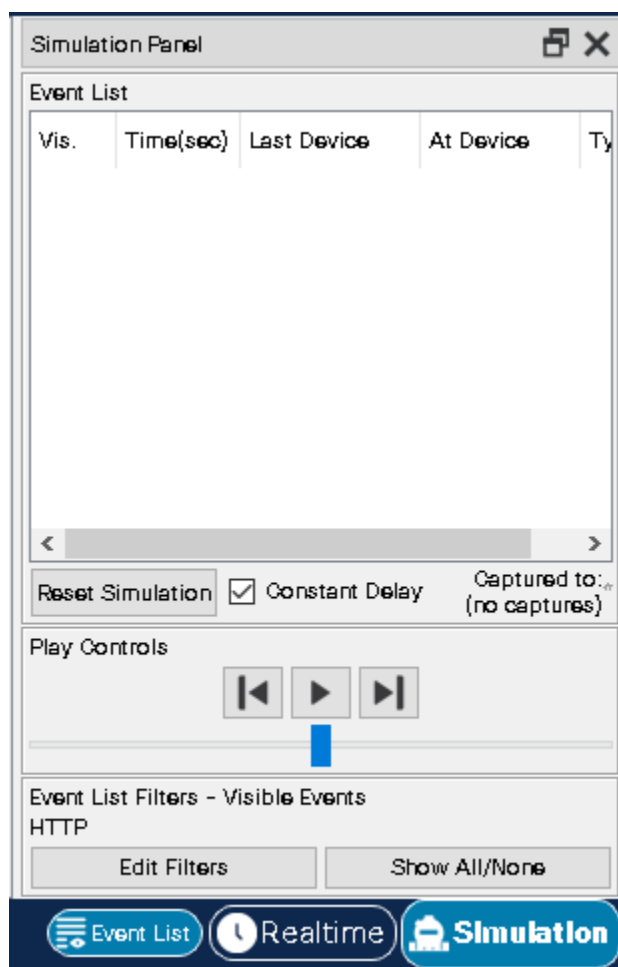 Simulation Panel
Event List
Vis. Time(sec) Last Device At Device Ty
Reset Simulation Constant Delay Captured to:
(no captures)
Play Controls
Event List Filters - Visible Events
HTTP
Edit Filters Show All/None
Event List Realtime Simulation